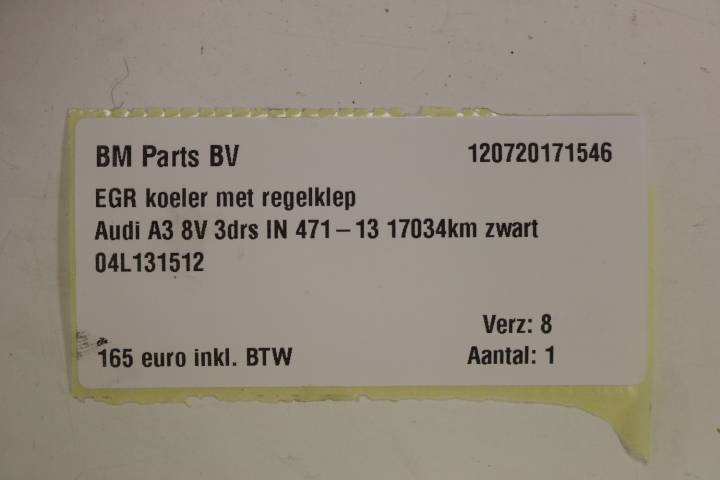 BM Parts BV 120720171546
EGR koeler met regelklep
Audi A3 8V 3drs IN 471-13 17034km zwart
04L131512
Verz: 8
165 euro inkl. BTW Aantal: 1